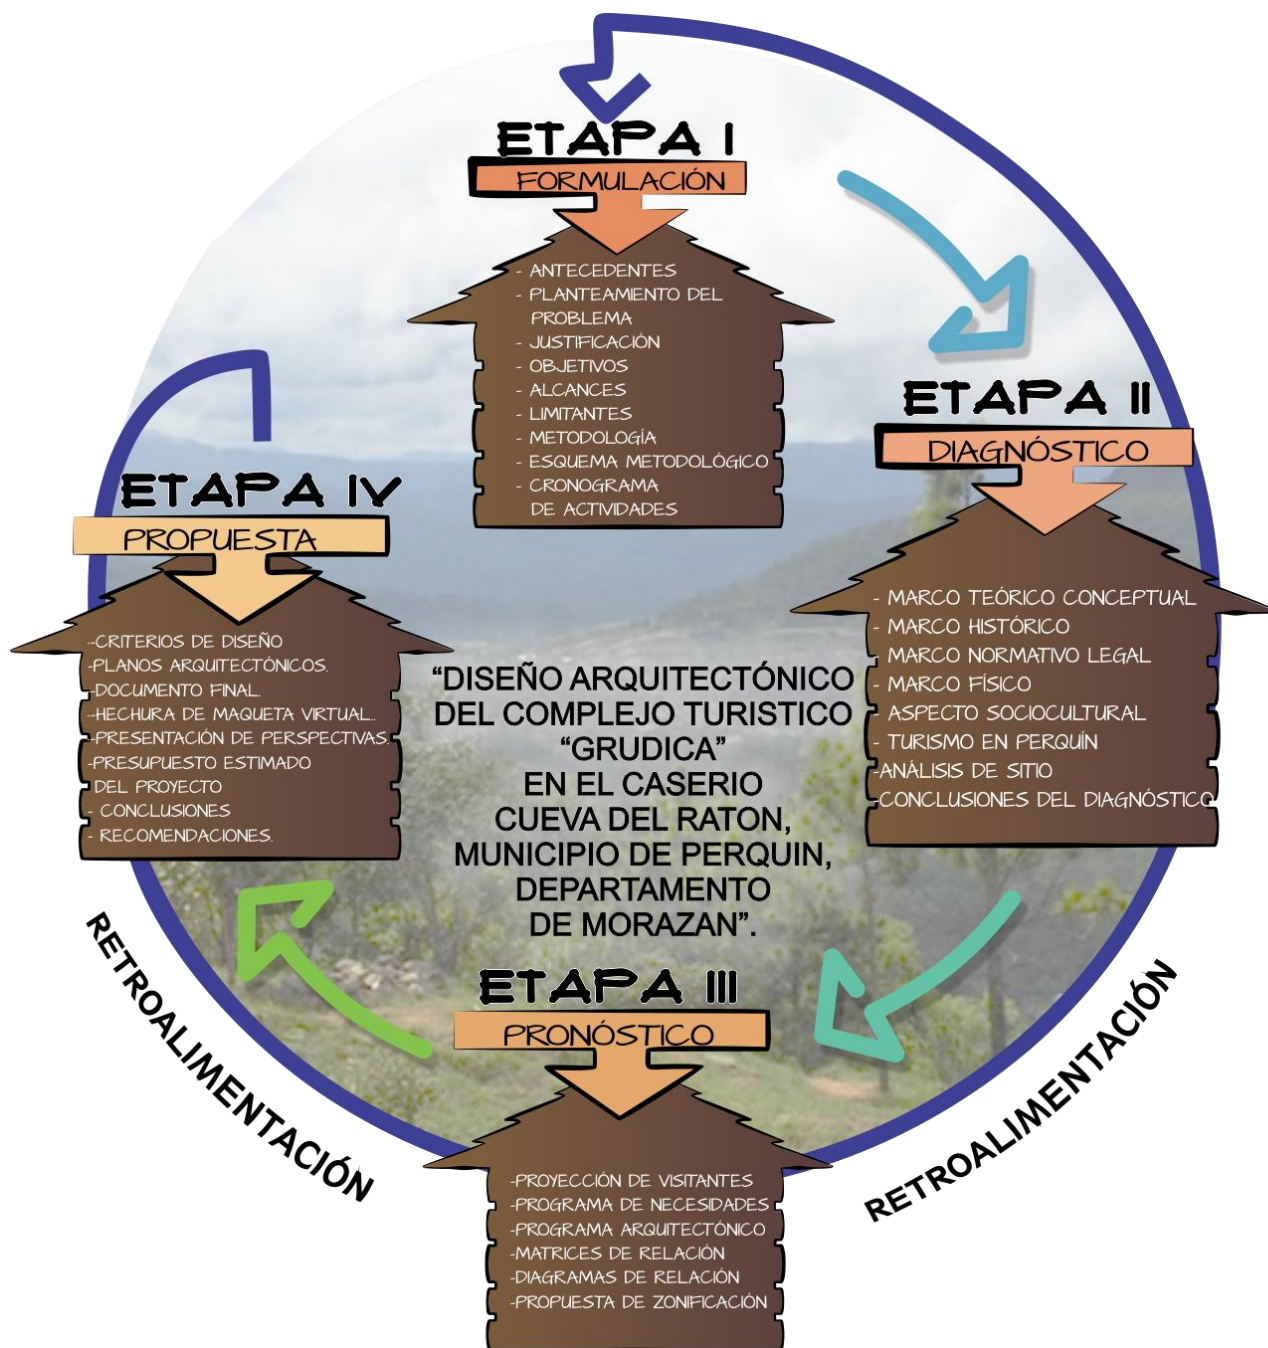 ETAPA I
FORMULACIÓN
- ANTECEDENTES
- PLANTEAMIENTO DEL
PROBLEMA
- JUSTIFICACIÓN
- OBJETIVOS
- ALCANCES
- LIMITANTES
- METODOLOGÍA
- ESQUEMA METODOLÓGICO
- CRONOGRAMA
DE ACTIVIDADES
ETAPA II
DIAGNÓSTICO
- MARCO TEÓRICO CONCEPTUAL
- MARCO HISTÓRICO
- MARCO NORMATIVO LEGAL
- MARCO FÍSICO
- ASPECTO SOCIOCULTURAL
- TURISMO EN PERQUÍN
-ANÁLISIS DE SITIO
-CONCLUSIONES DEL DIAGNÓSTICO
ETAPA III
PRONÓSTICO
-PROYECCIÓN DE VISITANTES
-PROGRAMA DE NECESIDADES
-PROGRAMA ARQUITECTÓNICO
-MATRICES DE RELACIÓN
-DIAGRAMAS DE RELACIÓN
-PROPUESTA DE ZONIFICACIÓN
ETAPA IV
PROPUESTA
-CRITERIOS DE DISEÑO
-PLANOS ARQUITECTÓNICOS.
-DOCUMENTO FINAL.
-HECHURA DE MAQUETA VIRTUAL..
-PRESENTACIÓN DE PERSPECTIVAS.
-PRESUPUESTO ESTIMADO
DEL PROYECTO
- CONCLUSIONES
- RECOMENDACIONES.
“DISEÑO ARQUITECTÓNICO
DEL COMPLEJO TURISTICO
“GRUDICA”
EN EL CASERIO
CUEVA DEL RATON,
MUNICIPIO DE PERQUIN,
DEPARTAMENTO
DE MORAZAN”.
RETROALIMENTACIÓN
RETROALIMENTACIÓN